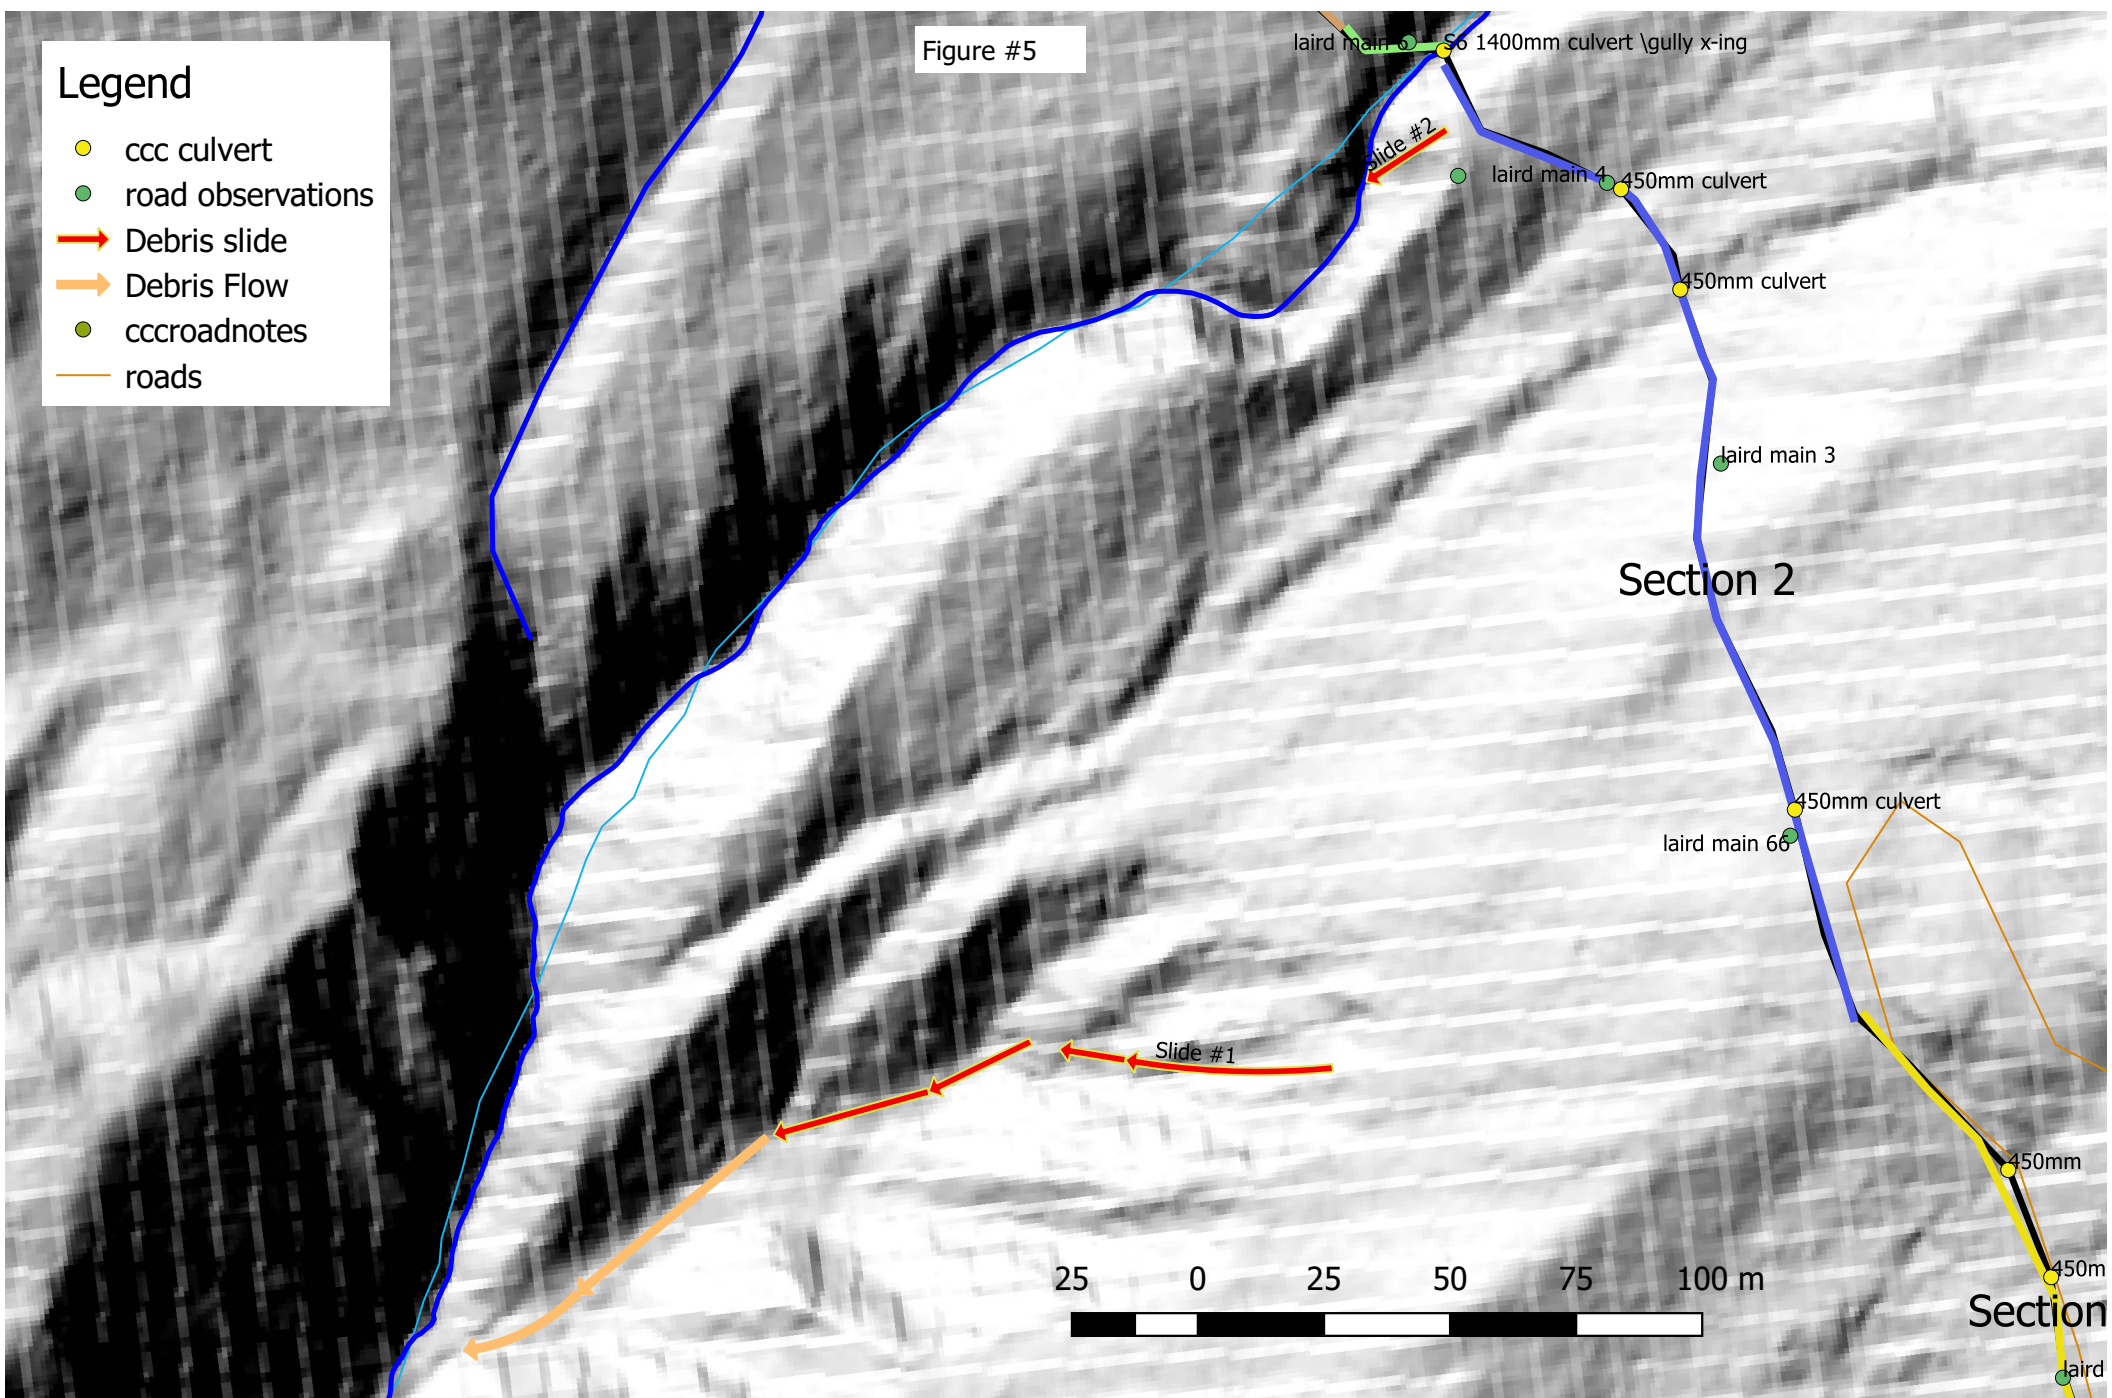 Figure #5
Legend
ccc culvert
road observations
Debris slide
Debris Flow
cccroadnotes
roads
laird main 6
S6 1400mm culvert \gully x-ing
Slide #2
laird main 4
450mm culvert
450mm culvert
laird main 3
Section 2
450mm culvert
laird main 66
Slide #1
450mm
25 0 25 50 75 100 m
450m
Section
laird